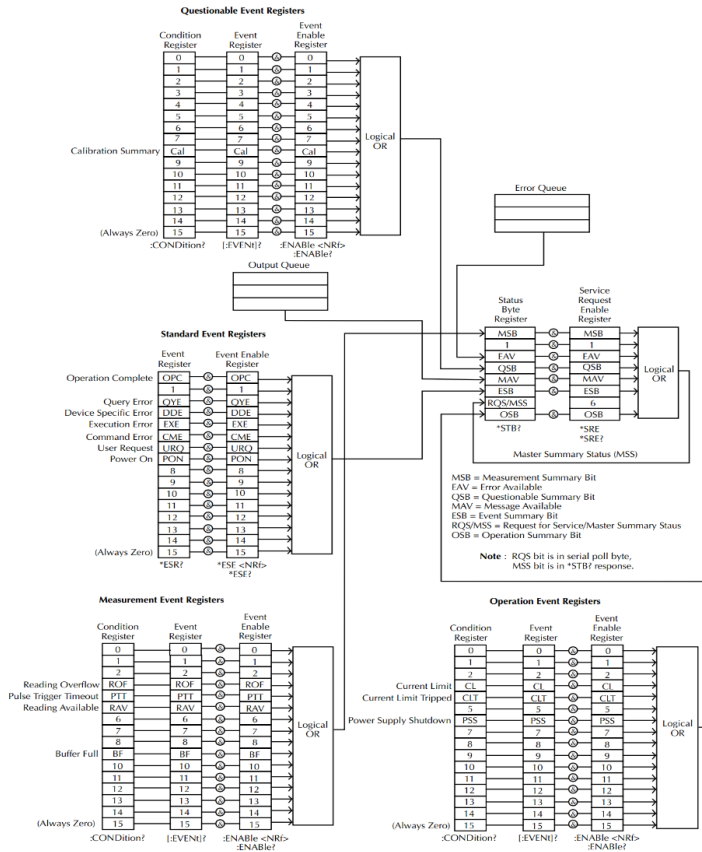 Questionable Event Registers
Condition Register
Event Register
Event Enable Register
0 0 & 0
1 1 & 1
2 2 & 2
3 3 & 3
4 4 & 4
5 5 & 5
6 6 & 6
7 7 & 7
Calibration Summary Cal Cal & Cal
9 9 & 9
10 10 & 10
11 11 & 11
12 12 & 12
13 13 & 13
14 14 & 14
(Always Zero) 15 15 & 15
:CONDition? [:EVENt]? :ENABle <NRf>
:ENABle?
Logical
OR
Error Queue
Output Queue
Status Byte Register
Service Request Enable Register
MSB & MSB
1 & 1
EAV & EAV
QSB & QSB
MAV & MAV
ESB & ESB
RQS/MSS 6
OSB & OSB
*STB? *SRE
*SRE?
Logical
OR
Master Summary Status (MSS)
MSB = Measurement Summary Bit
EAV = Error Available
QSB = Questionable Summary Bit
MAV = Message Available
ESB = Event Summary Bit
RQS/MSS = Request for Service/Master Summary Staus
OSB = Operation Summary Bit
Note : RQS bit is in serial poll byte,
MSS bit is in *STB? response.
Standard Event Registers
Event Register
Event Enable Register
Operation Complete OPC & OPC
1 & 1
Query Error QYE & QYE
Device Specific Error DDE & DDE
Execution Error EXE & EXE
Command Error CME & CME
User Request URQ & URQ
Power On PON & PON
8 & 8
9 & 9
10 & 10
11 & 11
12 & 12
13 & 13
14 & 14
(Always Zero) 15 & 15
*ESR? *ESE <NRf>
*ESE?
Logical
OR
Measurement Event Registers
Condition Register
Event Register
Event Enable Register
0 0 & 0
1 1 & 1
2 2 & 2
Reading Overflow ROF ROF & ROF
Pulse Trigger Timeout PTT PTT & PTT
Reading Available RAV RAV & RAV
6 6 & 6
7 7 & 7
8 8 & 8
Buffer Full BF BF & BF
10 10 & 10
11 11 & 11
12 12 & 12
13 13 & 13
14 14 & 14
(Always Zero) 15 15 & 15
:CONDition? [:EVENt]? :ENABle <NRf>
:ENABle?
Logical
OR
Operation Event Registers
Condition Register
Event Register
Event Enable Register
0 0 & 0
1 1 & 1
2 2 & 2
Current Limit CL CL & CL
Current Limit Tripped CLT CLT & CLT
5 5 & 5
Power Supply Shutdown PSS PSS & PSS
7 7 & 7
8 8 & 8
9 9 & 9
10 10 & 10
11 11 & 11
12 12 & 12
13 13 & 13
14 14 & 14
(Always Zero) 15 15 & 15
:CONDition? [:EVENt]? :ENABle <NRf>
:ENABle?
Logical
OR